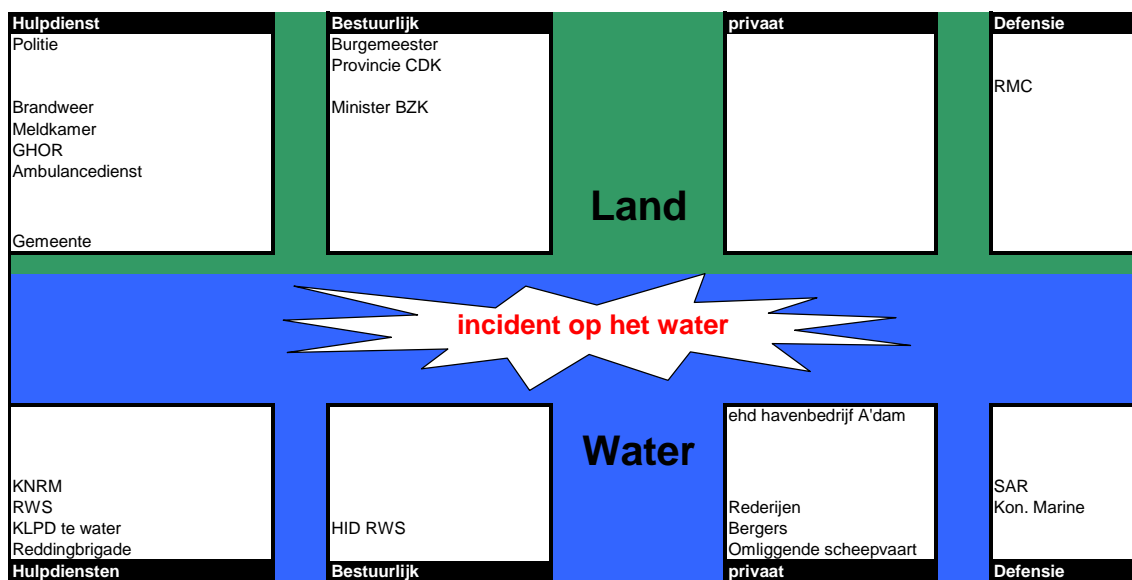 Hulpdienst
Politie
Brandweer
Meldkamer
GHOR
Ambulancedienst
Gemeente
Bestuurlijk
Burgemeester
Provincie CDK
Minister BZK
Land
privaat
Defensie
RMC
incident op het water
KNRM
RWS
KLPD te water
Reddingbrigade
Hulpdiensten
HID RWS
Bestuurlijk
Water
ehd havenbedrijf A'dam
Rederijen
Bergers
Omliggende scheepvaart
privaat
SAR
Kon. Marine
Defensie